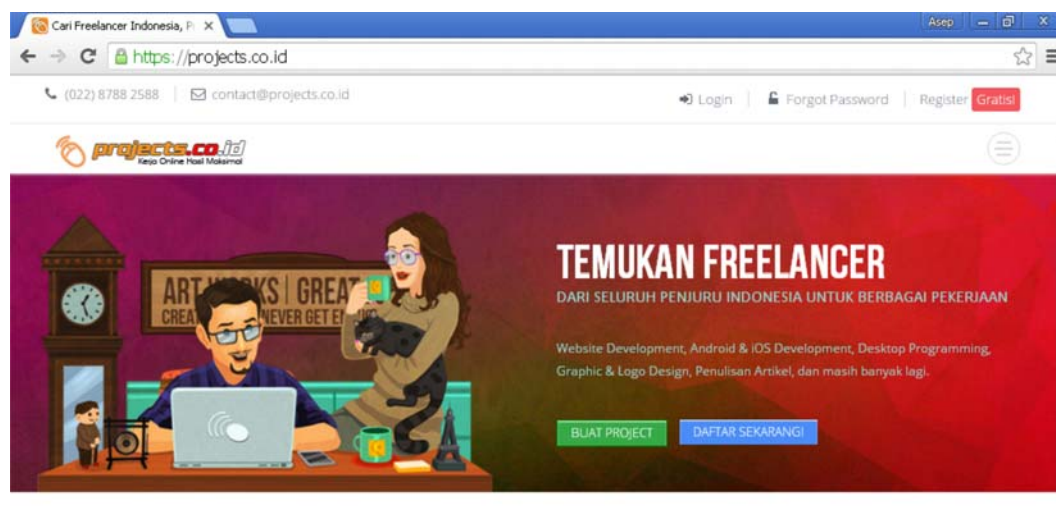 Cari Freelancer Indonesia, P
Asep
https://projects.co.id
(022) 8788 2588
contact@projects.co.id
Login
Forgot Password
Register Gratis!
projects.co.id
Kerja Online Hasil Maksimal
ART KS | GREAT
CREA NEVER GET E
TEMUKAN FREELANCER
DARI SELURUH PENJURU INDONESIA UNTUK BERBAGAI PEKERJAAN
Website Development, Android & iOS Development, Desktop Programming,
Graphic & Logo Design, Penulisan Artikel, dan masih banyak lagi.
BUAT PROJECT
DAFTAR SEKARANG!